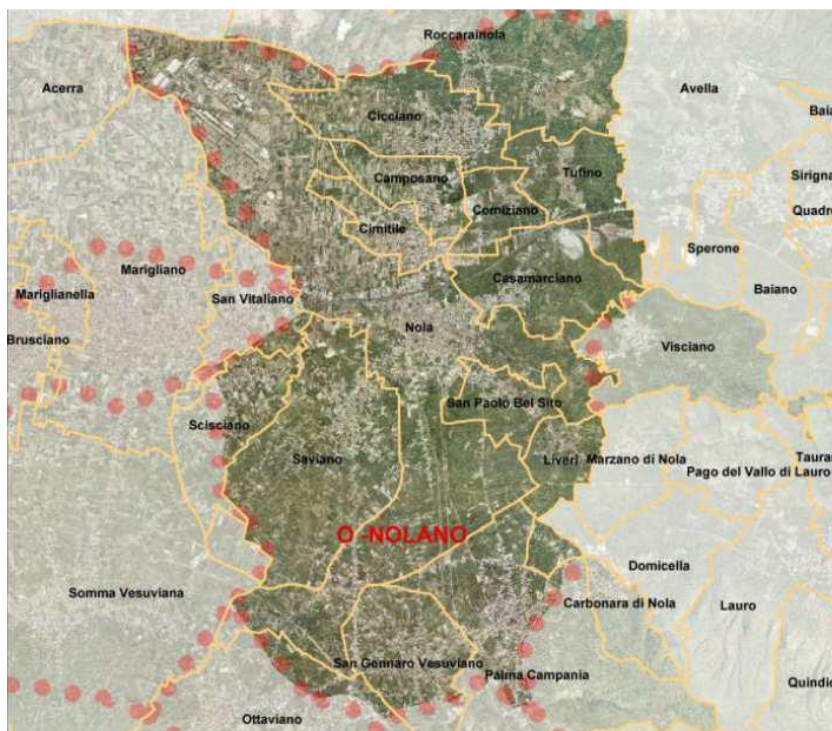 Roccarainola
Acerra
Avella
Baia
Cicciano
Camposano
Tufino
Sirigna
Comiziano
Quadre
Cimitile
Sperone
Marigliano
Casamarciano
Mariglianella
San Vitaliano
Baiano
Nola
Brusciano
Visciano
San Paolo Bel Sito
Scisciano
Saviano
Liveri
Marzano di Nola
Taura
Pago del Vallo di Lauro
O -NOLANO
Domicella
Somma Vesuviana
Carbonara di Nola
Lauro
San Gennaro Vesuviano
Palma Campania
Quindic
Ottaviano